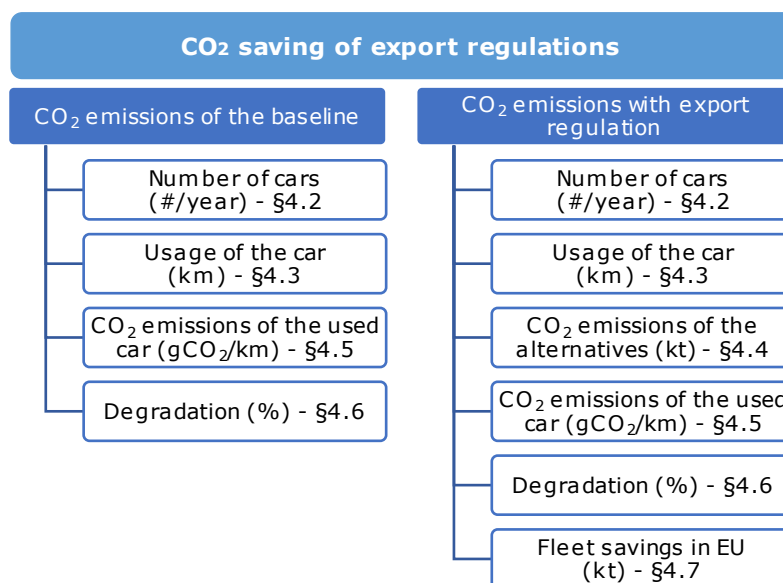 CO₂ saving of export regulations
CO₂ emissions of the baseline
Number of cars
(#/year) - §4.2
Usage of the car
(km) - §4.3
CO₂ emissions of the used
car (gCO₂/km) - §4.5
Degradation (%) - §4.6
CO₂ emissions with export
regulation
Number of cars
(#/year) - §4.2
Usage of the car
(km) - §4.3
CO₂ emissions of the
alternatives (kt) - §4.4
CO₂ emissions of the used
car (gCO₂/km) - §4.5
Degradation (%) - §4.6
Fleet savings in EU
(kt) - §4.7